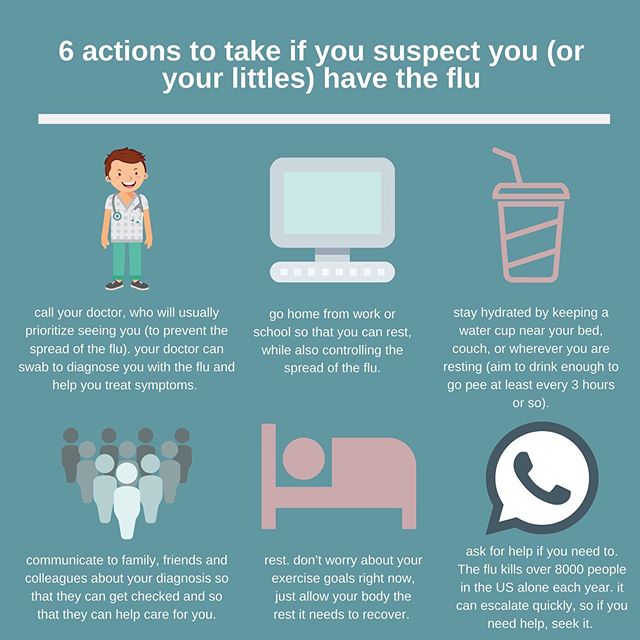 6 actions to take if you suspect you (or
your littles) have the flu
call your doctor, who will usually
prioritize seeing you (to prevent the
spread of the flu). your doctor can
swab to diagnose you with the flu and
help you treat symptoms.
go home from work or
school so that you can rest,
while also controlling the
spread of the flu.
stay hydrated by keeping a
water cup near your bed,
couch, or wherever you are
resting (aim to drink enough to
go pee at least every 3 hours
or so).
communicate to family, friends and
colleagues about your diagnosis so
that they can get checked and so
that they can help care for you.
rest. don’t worry about your
exercise goals right now,
just allow your body the
rest it needs to recover.
ask for help if you need to.
The flu kills over 8000 people
in the US alone each year. it
can escalate quickly, so if you
need help, seek it.